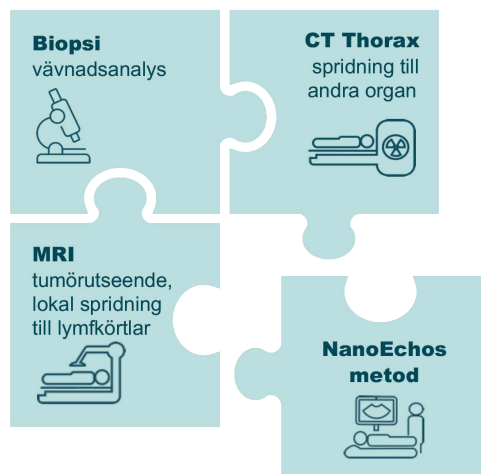 Biopsi
vävnadsanalys
CT Thorax
spridning till
andra organ
MRI
tumörutseende,
lokal spridning
till lymfkörtlar
NanoEchos
metod